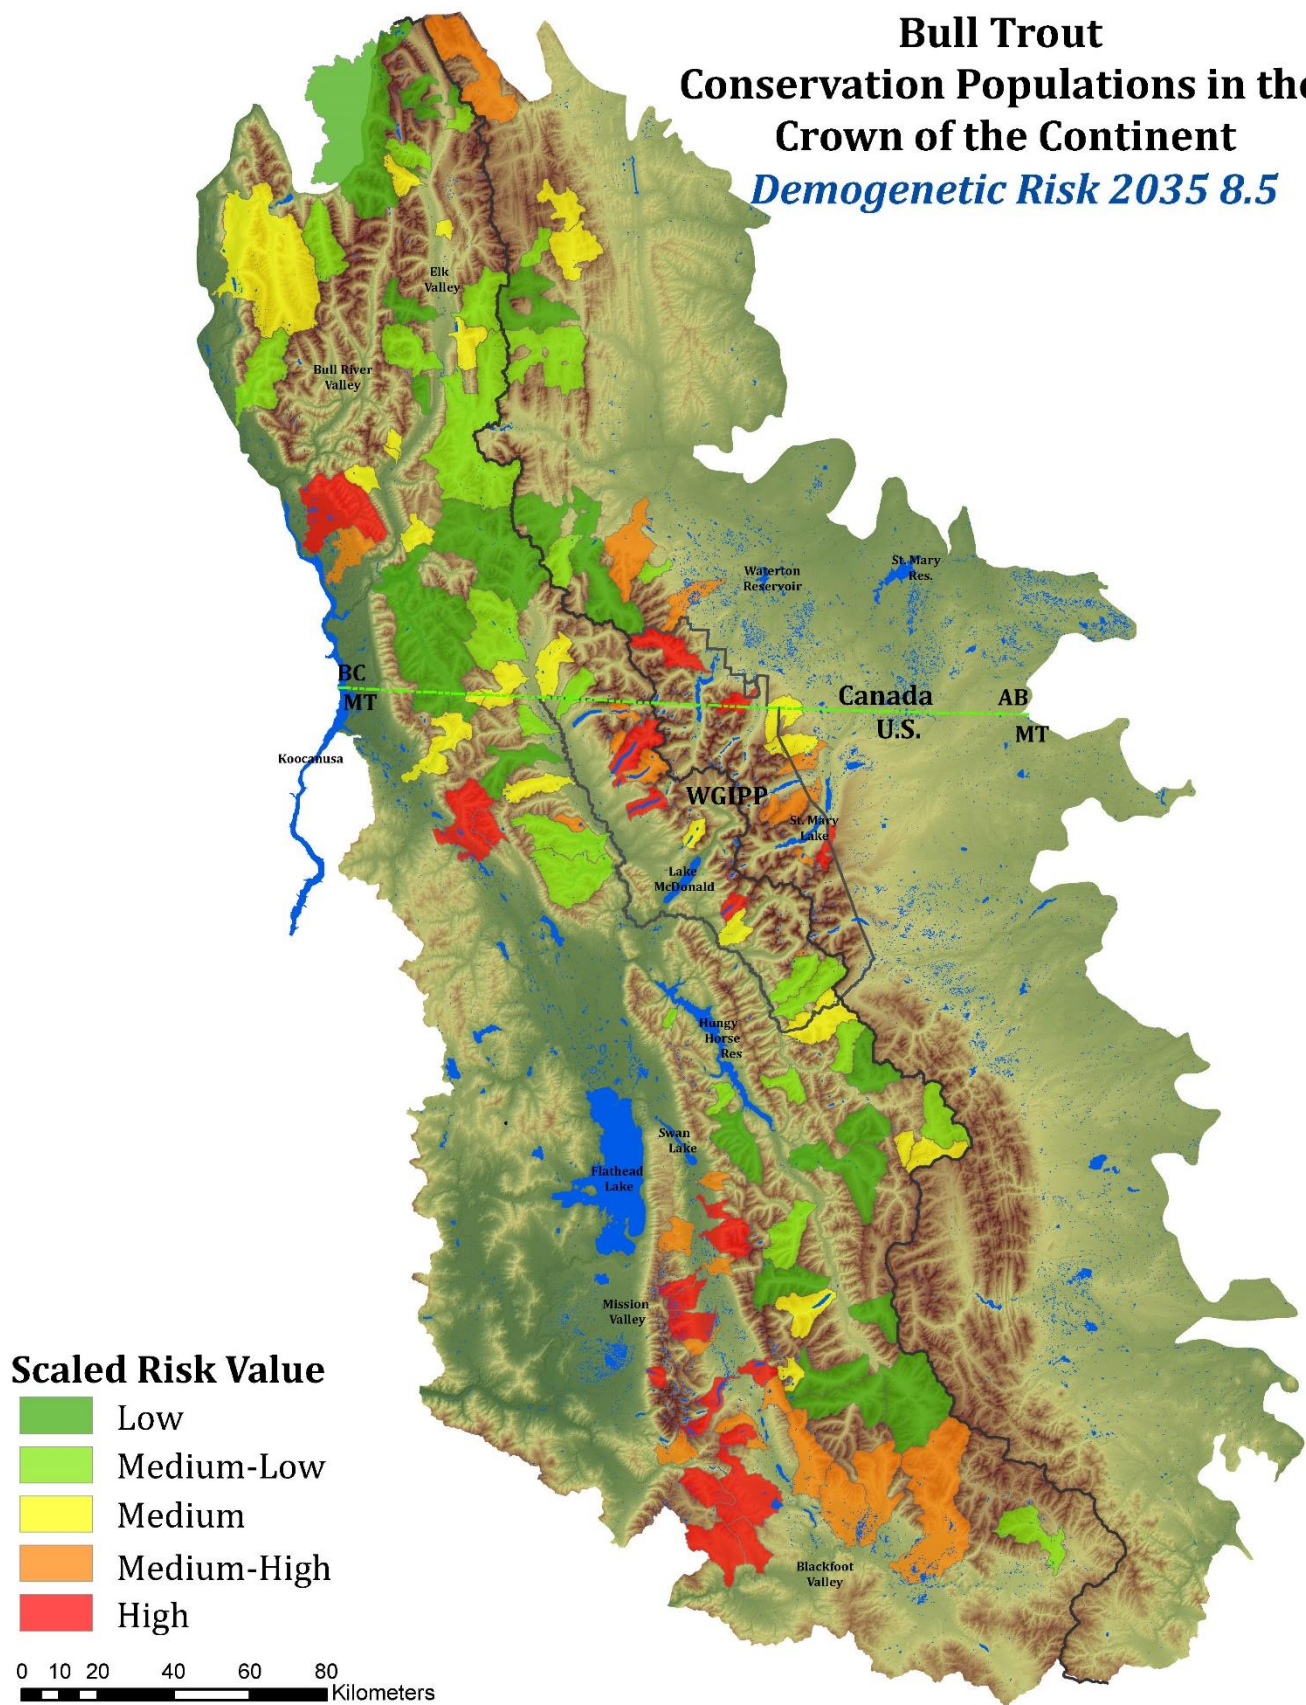 Bull Trout
Conservation Populations in the
Crown of the Continent
Demogenetic Risk 2035 8.5
Elk
Valley
Bull River
Valley
Waterton
Reservoir
St. Mary
Res.
BC
MT
Canada
U.S.
AB
MT
Koocanusa
WGIPP
St. Mary
Lake
Lake
McDonald
Hungy
Horse
Res
Swan
Lake
Flathead
Lake
Mission
Valley
Blackfoot
Valley
Scaled Risk Value
Low
Medium-Low
Medium
Medium-High
High
0 10 20 40 60 80
Kilometers